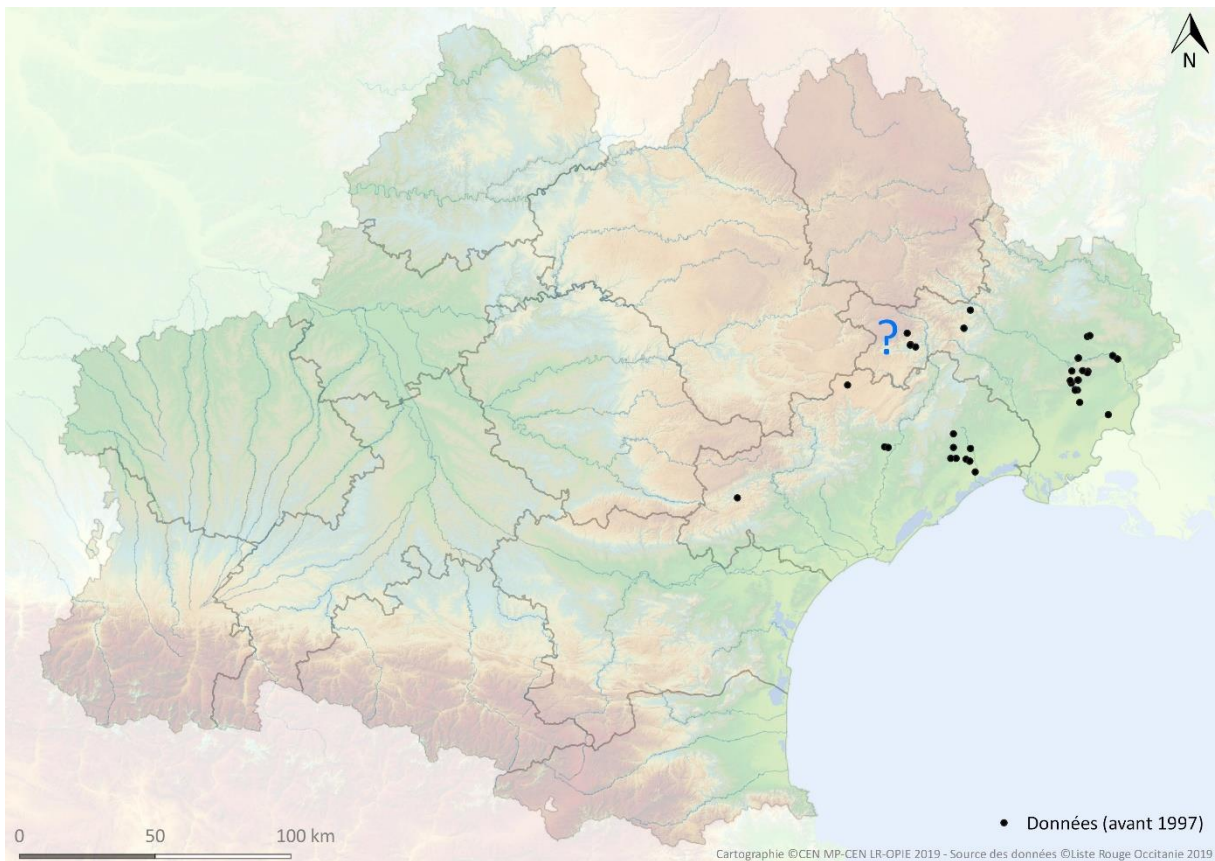 N
?
0 50 100 km
Données (avant 1997)
Cartographie ©CEN MP-CEN LR-OPIE 2019 - Source des données ©Liste Rouge Occitanie 2019